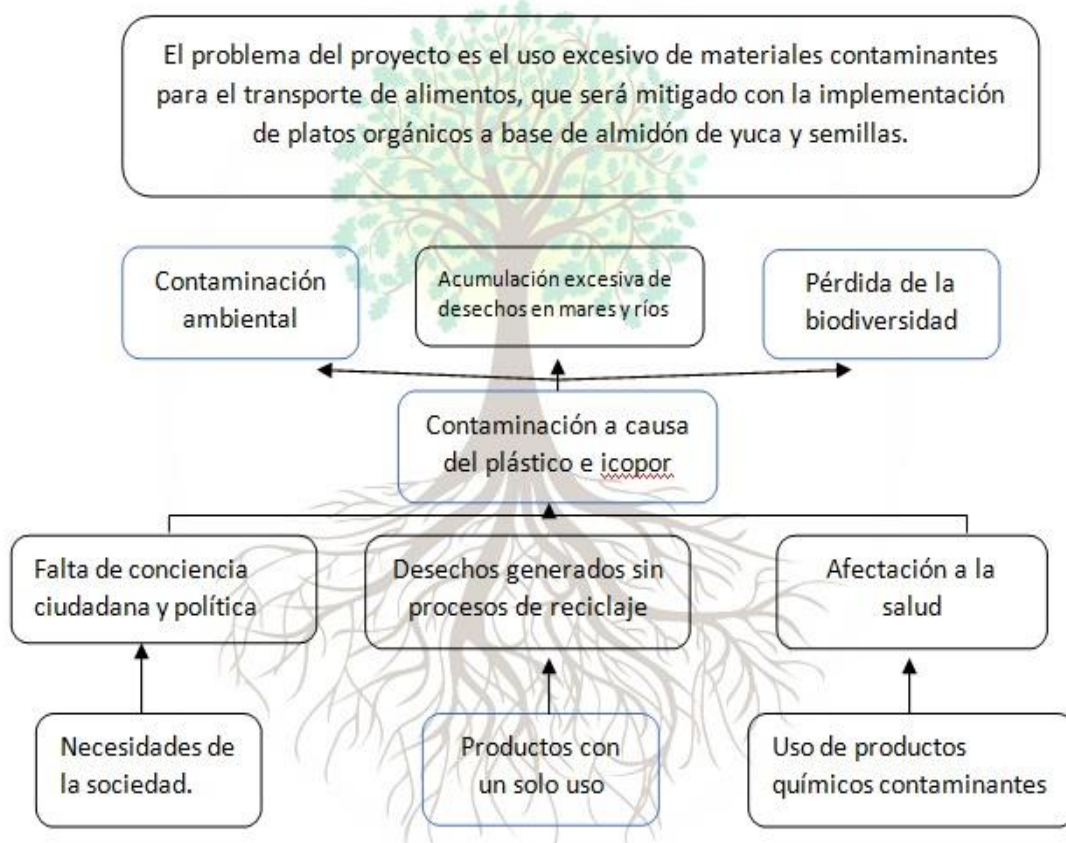 El problema del proyecto es el uso excesivo de materiales contaminantes
para el transporte de alimentos, que será mitigado con la implementación
de platos orgánicos a base de almidón de yuca y semillas.
Contaminación
ambiental
Acumulación excesiva de
desechos en mares y ríos
Pérdida de la
biodiversidad
Contaminación a causa
del plástico e icopor
Falta de conciencia
ciudadana y política
Desechos generados sin
procesos de reciclaje
Afectación a la
salud
Necesidades de
la sociedad.
Productos con
un solo uso
Uso de productos
químicos contaminantes